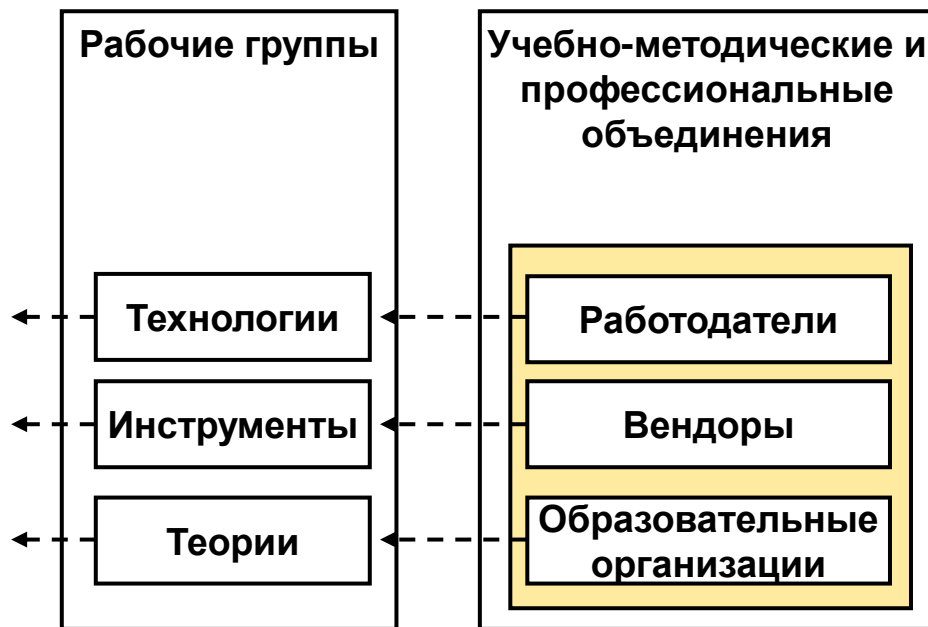 Рабочие группы
Учебно-методические и
профессиональные
объединения
Технологии
Работодатели
Инструменты
Вендоры
Теории
Образовательные
организации